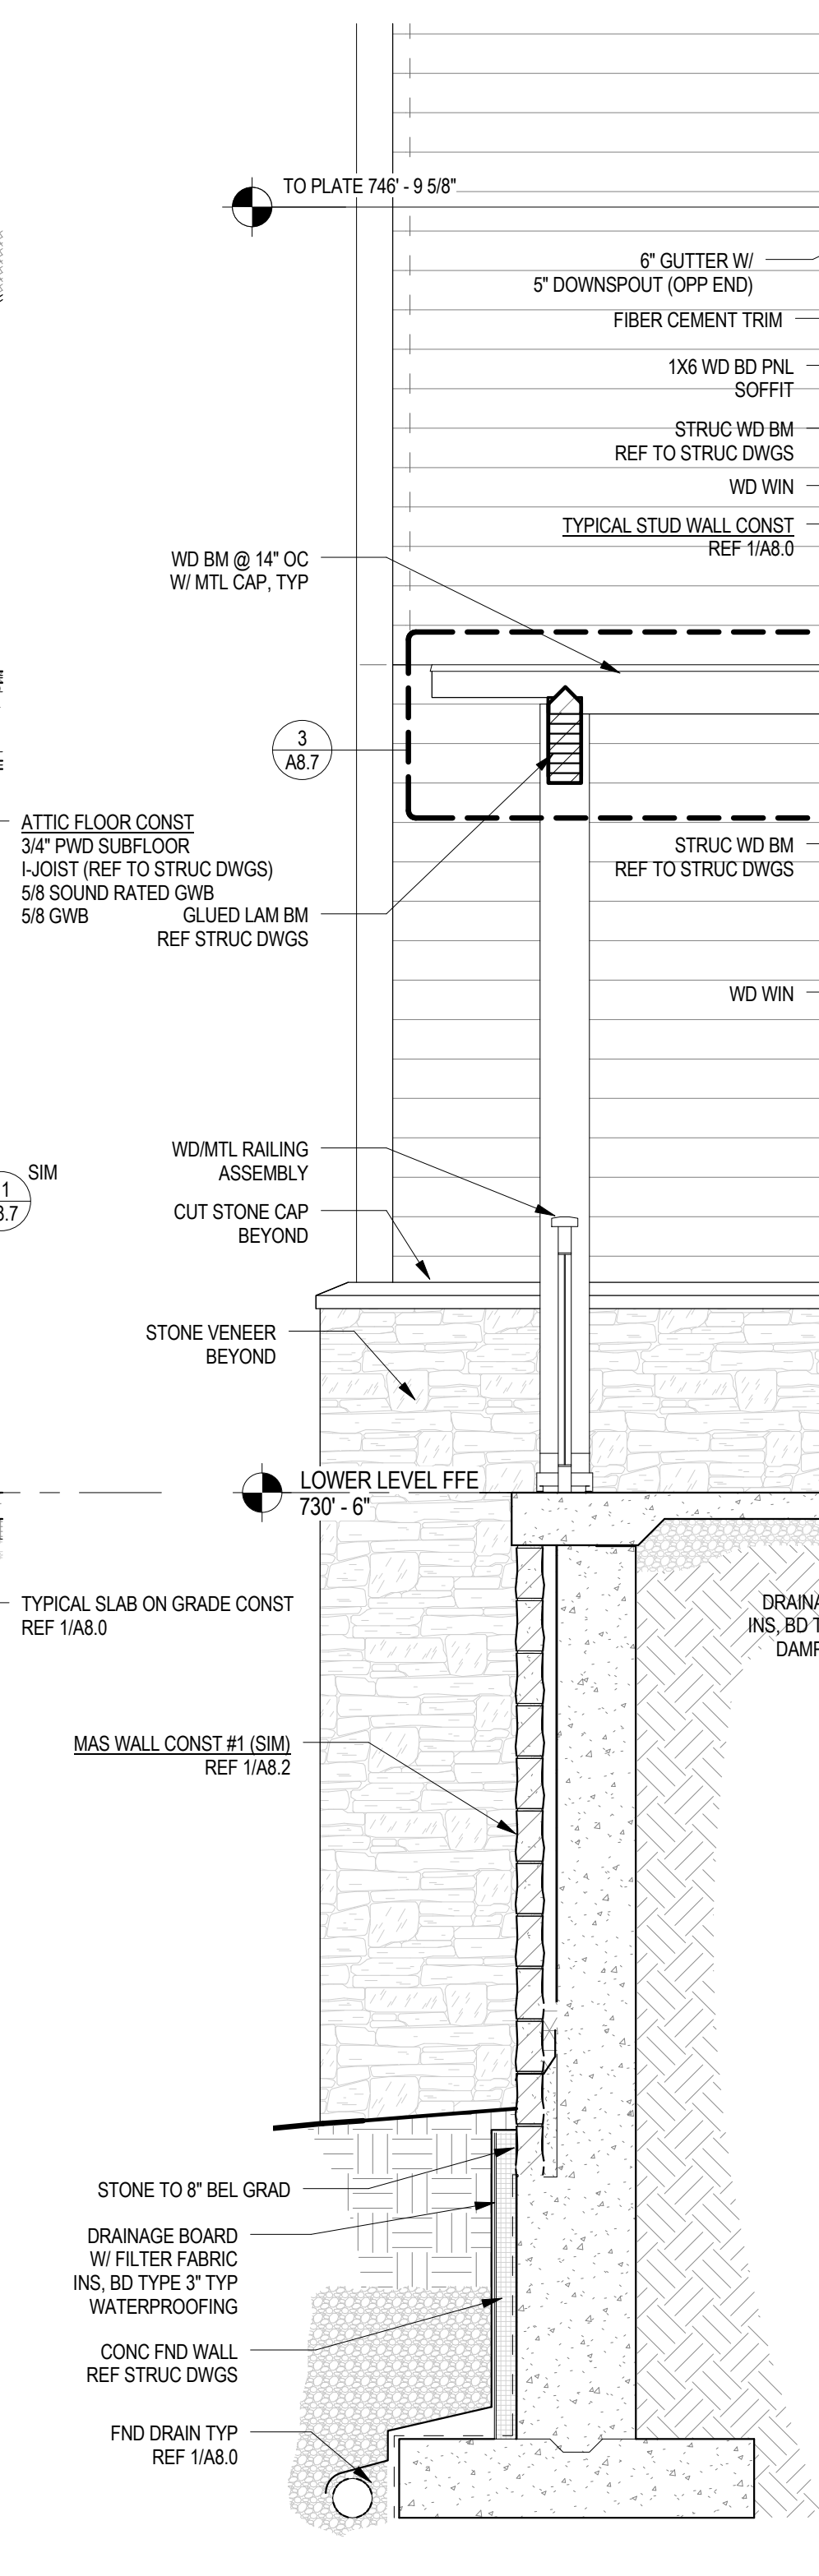 TO PLATE 746' - 9 5/8"
6" GUTTER W/
5" DOWNSPOUT (OPP END)
FIBER CEMENT TRIM
1X6 WD BD PNL
SOFFIT
STRUC WD BM
REF TO STRUC DWGS
WD WIN
TYPICAL STUD WALL CONST
REF 1/A8.0
WD BM @ 14" OC
W/ MTL CAP, TYP
3
A8.7
ATTIC FLOOR CONST
3/4" PWD SUBFLOOR
I-JOIST (REF TO STRUC DWGS)
5/8 SOUND RATED GWB
5/8 GWB
GLUED LAM BM
REF STRUC DWGS
STRUC WD BM
REF TO STRUC DWGS
WD WIN
WD/MTL RAILING
ASSEMBLY
SIM
1
CUT STONE CAP
BEYOND
STONE VENEER
BEYOND
LOWER LEVEL FFE
730' - 6"
TYPICAL SLAB ON GRADE CONST
REF 1/A8.0
INS, BD
MAS WALL CONST #1 (SIM)
REF 1/A8.2
STONE TO 8" BEL GRAD
DRAINAGE BOARD
W/ FILTER FABRIC
INS, BD TYPE 3" TYP
WATERPROOFING
CONC FND WALL
REF STRUC DWGS
FND DRAIN TYP
REF 1/A8.0